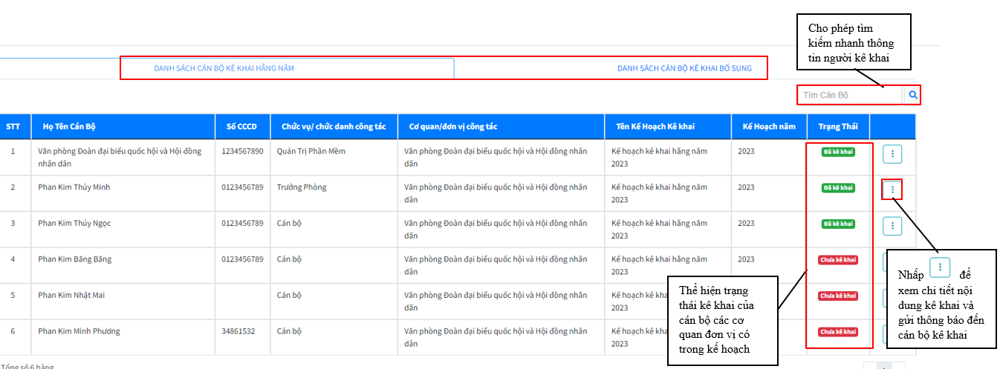 Cho phép tìm
kiếm nhanh thông
tin người kê khai
DANH SÁCH CÁN BỘ KÊ KHAI HẰNG NĂM
DANH SÁCH CÁN BỘ KÊ KHAI BỔ SUNG
Tìm Cán Bộ
STT Họ Tên Cán Bộ Số CCCD Chức vụ/ chức danh công tác Cơ quan/đơn vị công tác Tên Kế Hoạch Kê khai Kế Hoạch năm Trạng Thái
1 Văn phòng Đoàn đại biểu quốc hội và Hội đồng 1234567890 Quản Trị Phần Mềm Văn phòng Đoàn đại biểu quốc hội và Hội đồng nhân Kế hoạch kê khai hằng năm 2023 Đã kê khai
nhân dân dân 2023
2 Phan Kim Thủy Minh 0123456789 Trưởng Phòng Văn phòng Đoàn đại biểu quốc hội và Hội đồng nhân Kế hoạch kê khai hằng năm 2023 Đã kê khai
dân 2023
3 Phan Kim Thúy Ngọc 0123456789 Cán bộ Văn phòng Đoàn đại biểu quốc hội và Hội đồng nhân Kế hoạch kê khai hằng năm 2023 Đã kê khai
dân 2023
4 Phan Kim Băng Băng 0123456789 Cán bộ Văn phòng Đoàn đại biểu quốc hội và Hội đồng nhân Kế hoạch kê khai hằng năm 2023 Chưa kê khai
dân 2023
5 Phan Kim Nhật Mai Cán bộ Văn phòng Đoàn đại biểu quốc hội và Hội đồng nhân Kế hoạch kê kha Chưa kê khai
dân 2023
6 Phan Kim Minh Phương 34861532 Cán bộ Văn phòng Đoàn đại biểu quốc hội và Hội đồng nhân Kế hoạch kê kha Chưa kê khai
dân 2023
Thể hiện trạng
thái kê khai của
cán bộ các cơ
quan đơn vị có
trong kế hoạch
Nhấp để
xem chi tiết nội
dung kê khai và
gửi thông báo đến
cán bộ kê khai
Tổng số 6 hàng